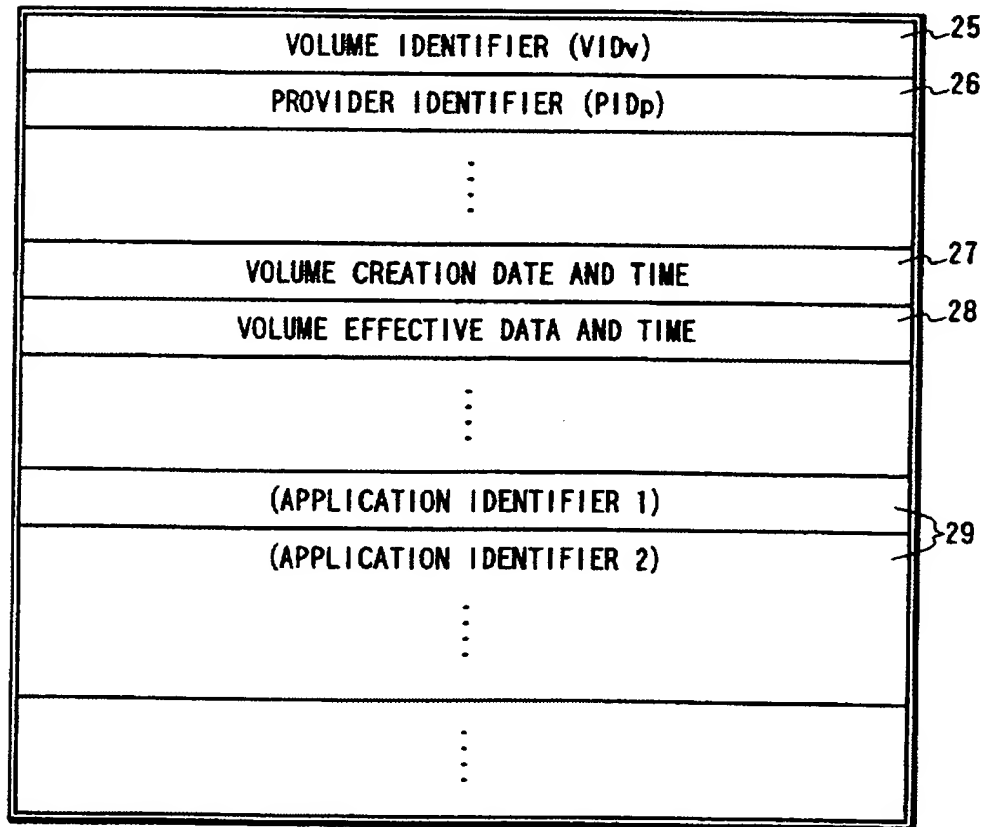 VOLUME IDENTIFIER (VIDv) 25
PROVIDER IDENTIFIER (PIDp) 26
VOLUME CREATION DATE AND TIME 27
VOLUME EFFECTIVE DATA AND TIME 28
(APPLICATION IDENTIFIER 1)
29
(APPLICATION IDENTIFIER 2)